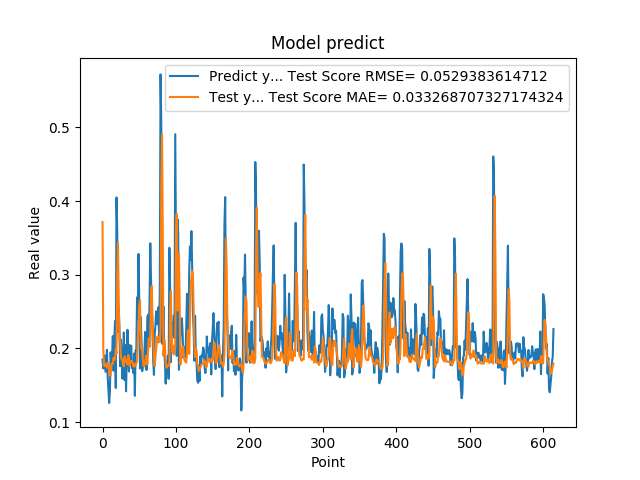 Model predict
Predict y... Test Score RMSE= 0.0529383614712
Test y... Test Score MAE= 0.033268707327174324
Real value
0.5
0.4
0.3
0.2
0.1
0 100 200 300 400 500 600
Point